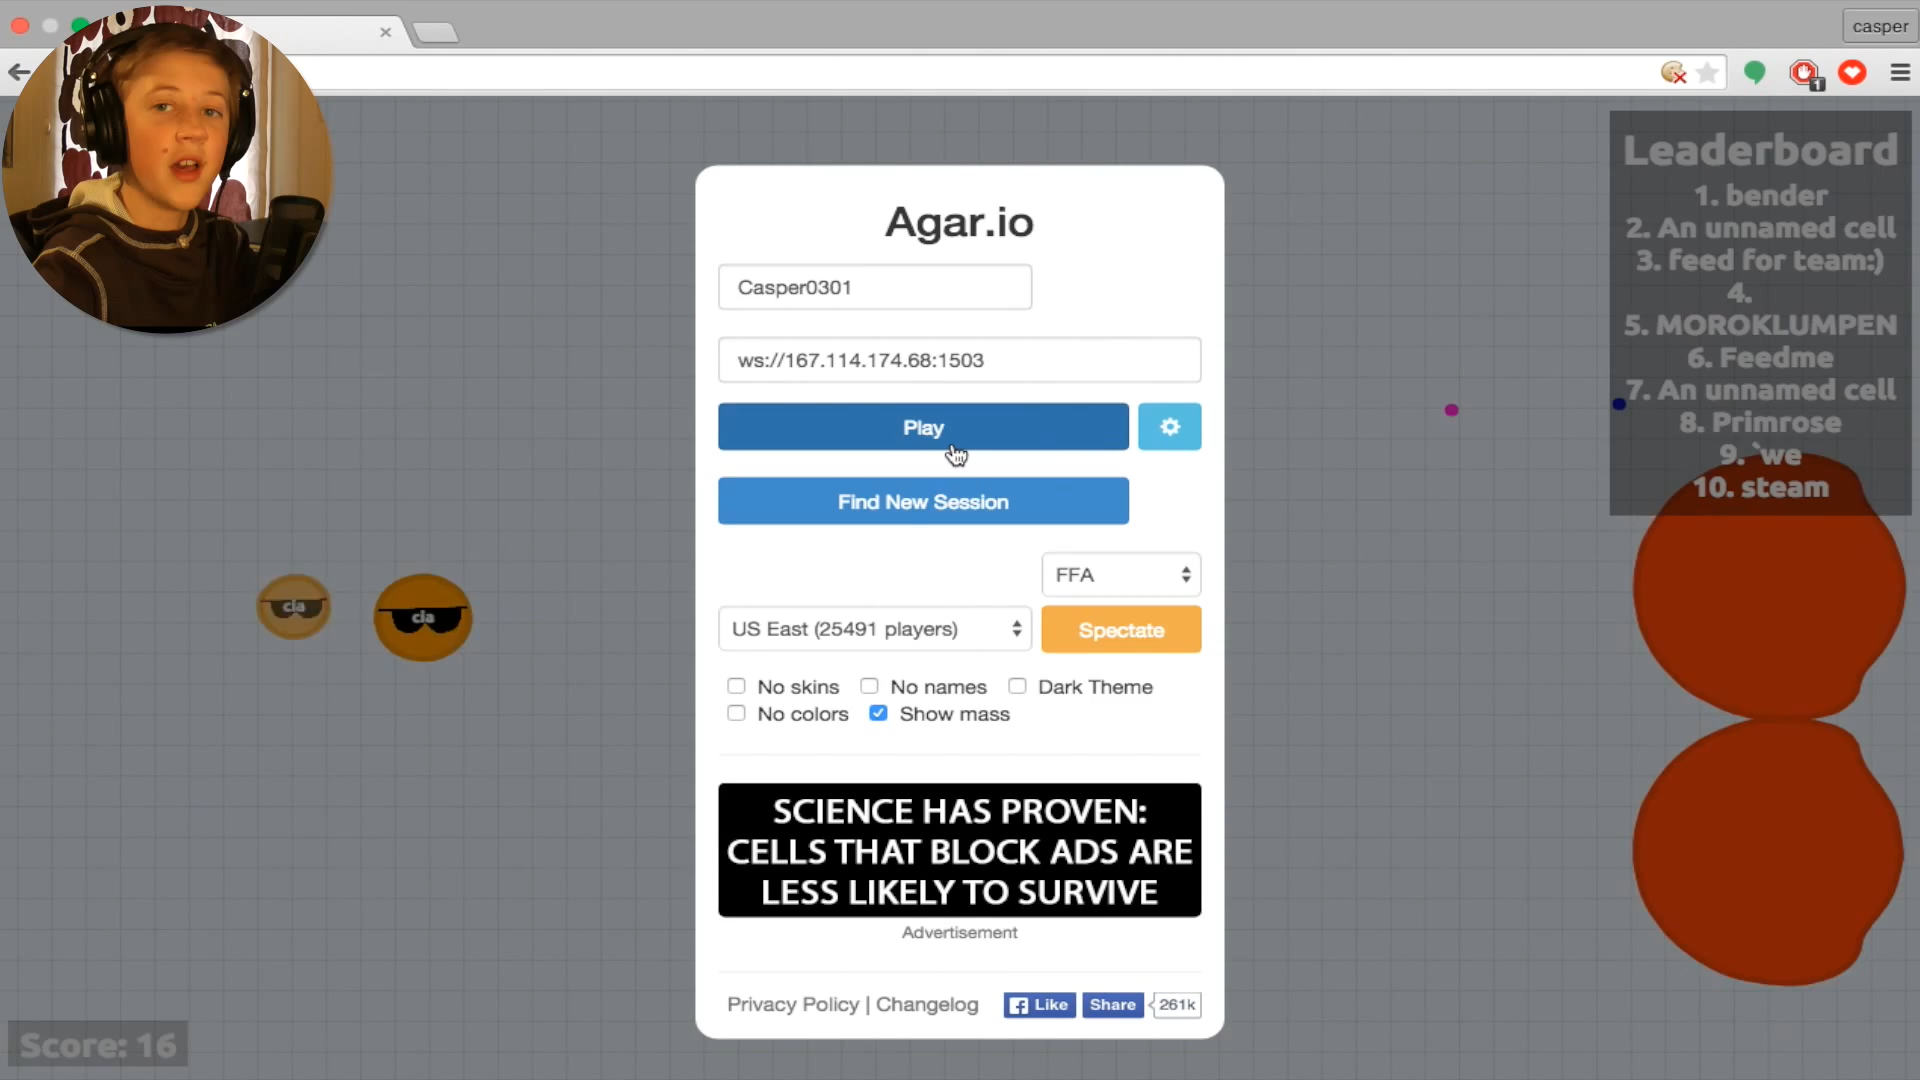 casper
1
Leaderboard
1. bender
2. An unnamed cell
3. feed for team:)
4.
5. MOROKLUMPEN
6. Feedme
7. An unnamed cell
8. Primrose
9. `we
10. steam
Agar.io
Casper0301
ws://167.114.174.68:1503
Play
Find New Session
FFA
US East (25491 players)
Spectate
No skins No names Dark Theme
No colors Show mass
SCIENCE HAS PROVEN:
CELLS THAT BLOCK ADS ARE
LESS LIKELY TO SURVIVE
Advertisement
Privacy Policy | Changelog
Like Share 261k
cia
cia
Score: 16